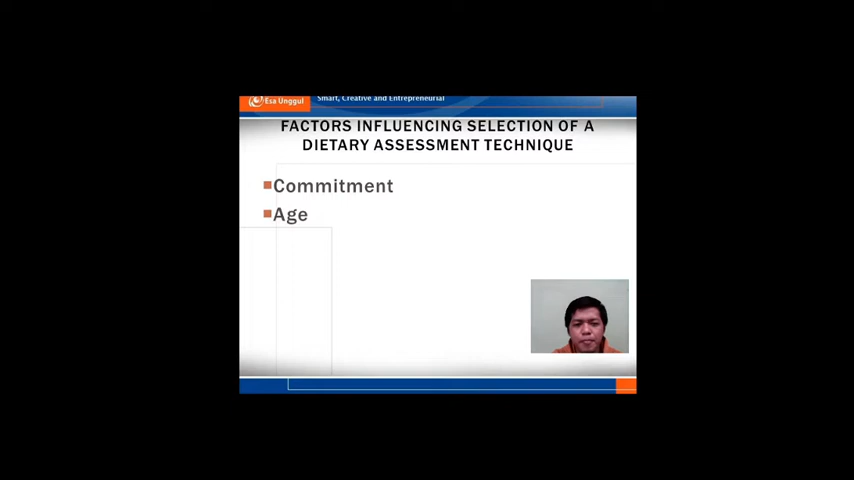 Esa Unggul
Smart, Creative and Entrepreneurial
FACTORS INFLUENCING SELECTION OF A
DIETARY ASSESSMENT TECHNIQUE
Commitment
Age